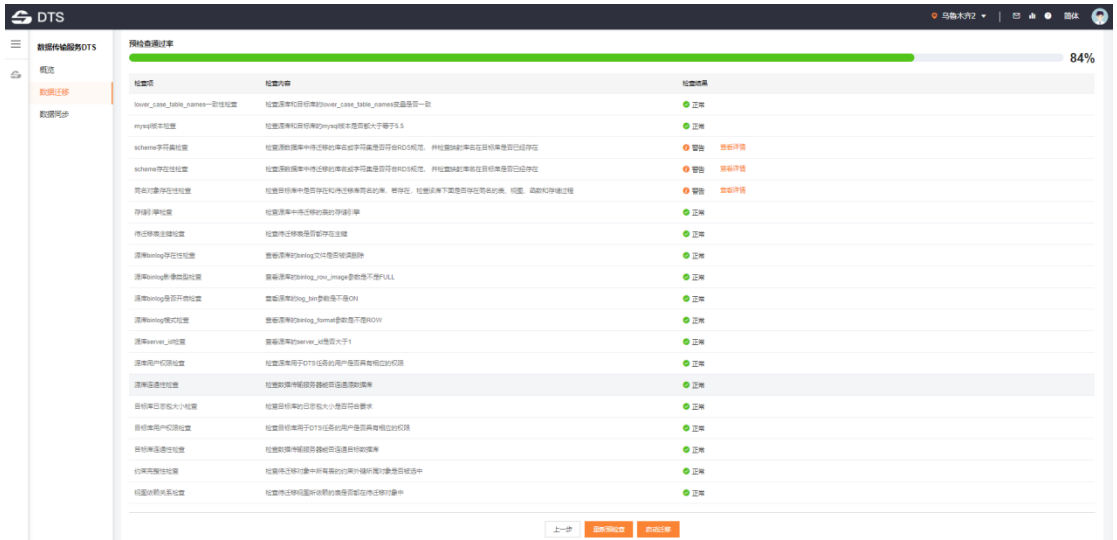 DTS
乌鲁木齐2
简体
数据传输服务DTS
概览
数据迁移
数据同步
预检查通过率
84%
检查项 检查内容 检查结果
lover_case_table_names一致性检查 检查源库和目标库的lover_case_table_names变量是否一致 正常
mysql版本检查 检查源库和目标库的mysql版本是否都大于等于5.5 正常
scheme字符集检查 检查源数据库中待迁移的库名或字符集是否符合RDS规范, 并检查映射库名在目标库是否已经存在 警告 查看详情
scheme存在性检查 检查源数据库中待迁移的库名或字符集是否符合RDS规范, 并检查映射库名在目标库是否已经存在 警告 查看详情
同名对象存在性检查 检查目标库中是否存在和待迁移库同名的库, 若存在, 检查该库下面是否存在同名的表, 视图, 函数和存储过程 警告 查看详情
存储引擎检查 检查源库中待迁移的表的存储引擎 正常
待迁移表主键检查 检查待迁移表是否都存在主键 正常
源库binlog存在性检查 查看源库的binlog文件是否被误删除 正常
源库binlog影像类型检查 查看源库的binlog_row_image参数是不是FULL 正常
源库binlog是否开启检查 查看源库的log_bin参数是不是ON 正常
源库binlog模式检查 查看源库的binlog_format参数是不是ROW 正常
源库server_id检查 查看源库的server_id是否大于1 正常
源库用户权限检查 检查源库用于DTS任务的用户是否具有相应的权限 正常
源库连通性检查 检查数据传输服务器能否连通源数据库 正常
目标库日志包大小检查 检查目标库的日志包大小是否符合要求 正常
目标库用户权限检查 检查目标库用于DTS任务的用户是否具有相应的权限 正常
目标库连通性检查 检查数据传输服务器能否连通目标数据库 正常
约束完整性检查 检查待迁移对象中所有表的约束外键所属对象是否被选中 正常
视图依赖关系检查 检查待迁移视图所依赖的表是否都在待迁移对象中 正常
上一步 重新预检查 启动迁移